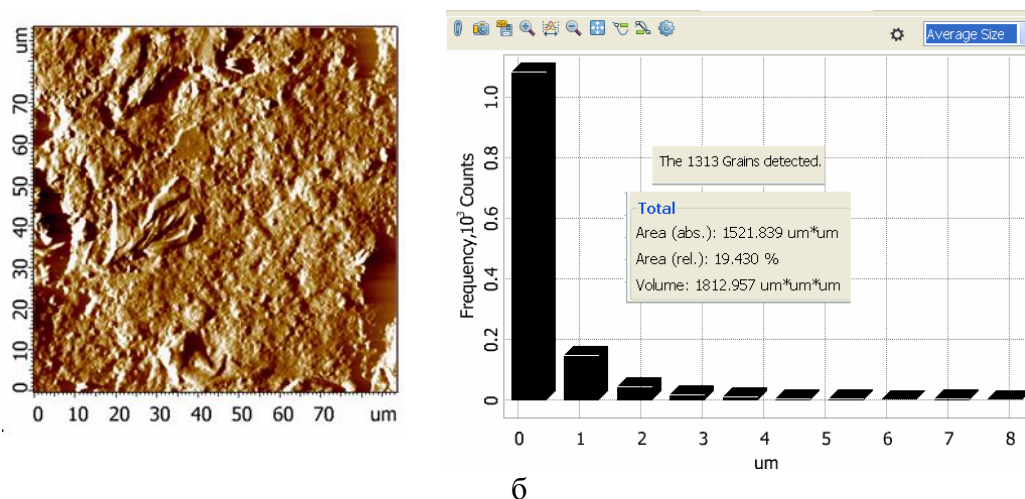 um
70
60
50
40
30
20
10
0
0 10 20 30 40 50 60 70 um
Average Size
Frequency,10³ Counts
1.0
0.8
0.6
0.4
0.2
0
The 1313 Grains detected.
Total
Area (abs.): 1521.839 um*um
Area (rel.): 19.430 %
Volume: 1812.957 um*um*um
0 1 2 3 4 5 6 7 8
um
б